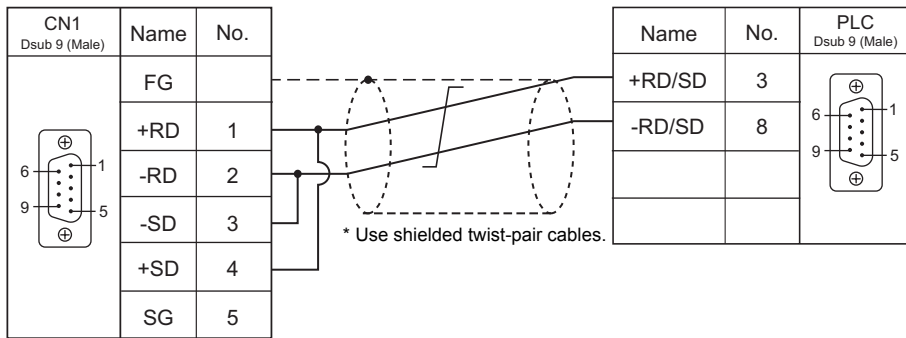 CN1
Dsub 9 (Male)
Name No.
FG
+RD 1
-RD 2
-SD 3
+SD 4
SG 5
6 1
9 5
* Use shielded twist-pair cables.
Name No.
PLC
Dsub 9 (Male)
+RD/SD 3
-RD/SD 8
6 1
9 5